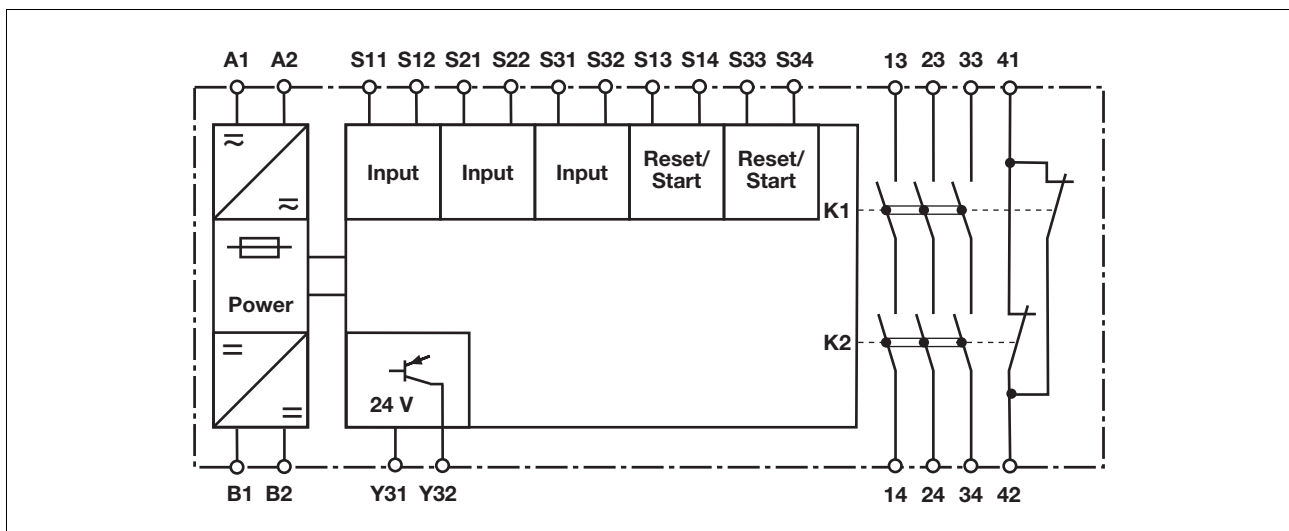 A1 A2 S11 S12 S21 S22 S31 S32 S13 S14 S33 S34 13 23 33 41
Input Input Input Reset/ Reset/
Start Start
K1
Power
K2
24 V
B1 B2 Y31 Y32 14 24 34 42